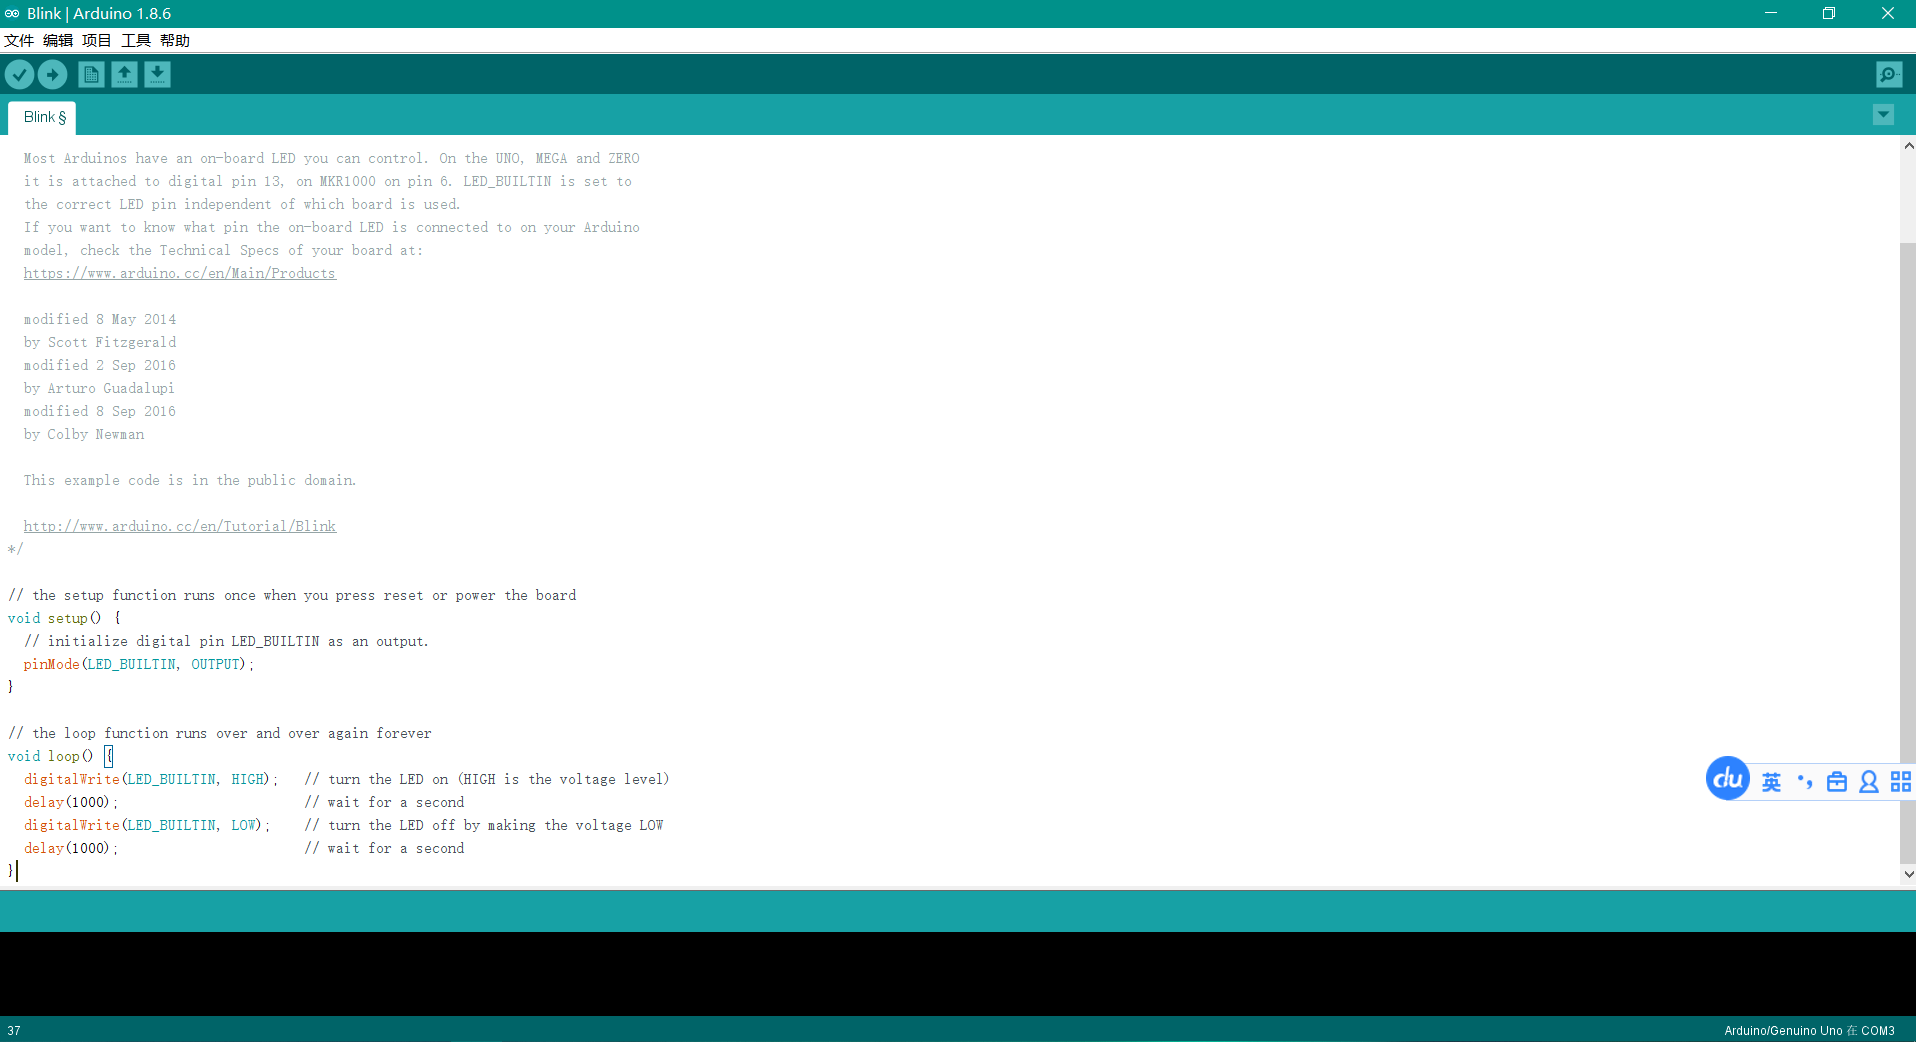 Blink | Arduino 1.8.6
文件 编辑 项目 工具 帮助
Blink §
Most Arduinos have an on-board LED you can control. On the UNO, MEGA and ZERO
it is attached to digital pin 13, on MKR1000 on pin 6. LED_BUILTIN is set to
the correct LED pin independent of which board is used.
If you want to know what pin the on-board LED is connected to on your Arduino
model, check the Technical Specs of your board at:
https://www.arduino.cc/en/Main/Products
modified 8 May 2014
by Scott Fitzgerald
modified 2 Sep 2016
by Arturo Guadalupi
modified 8 Sep 2016
by Colby Newman
This example code is in the public domain.
http://www.arduino.cc/en/Tutorial/Blink
*/
// the setup function runs once when you press reset or power the board
void setup() {
// initialize digital pin LED_BUILTIN as an output.
pinMode(LED_BUILTIN, OUTPUT);
}
// the loop function runs over and over again forever
void loop() {
digitalWrite(LED_BUILTIN, HIGH);   // turn the LED on (HIGH is the voltage level)
delay(1000);                       // wait for a second
digitalWrite(LED_BUILTIN, LOW);    // turn the LED off by making the voltage LOW
delay(1000);                       // wait for a second
}
du 英 •,
37
Arduino/Genuino Uno 在 COM3